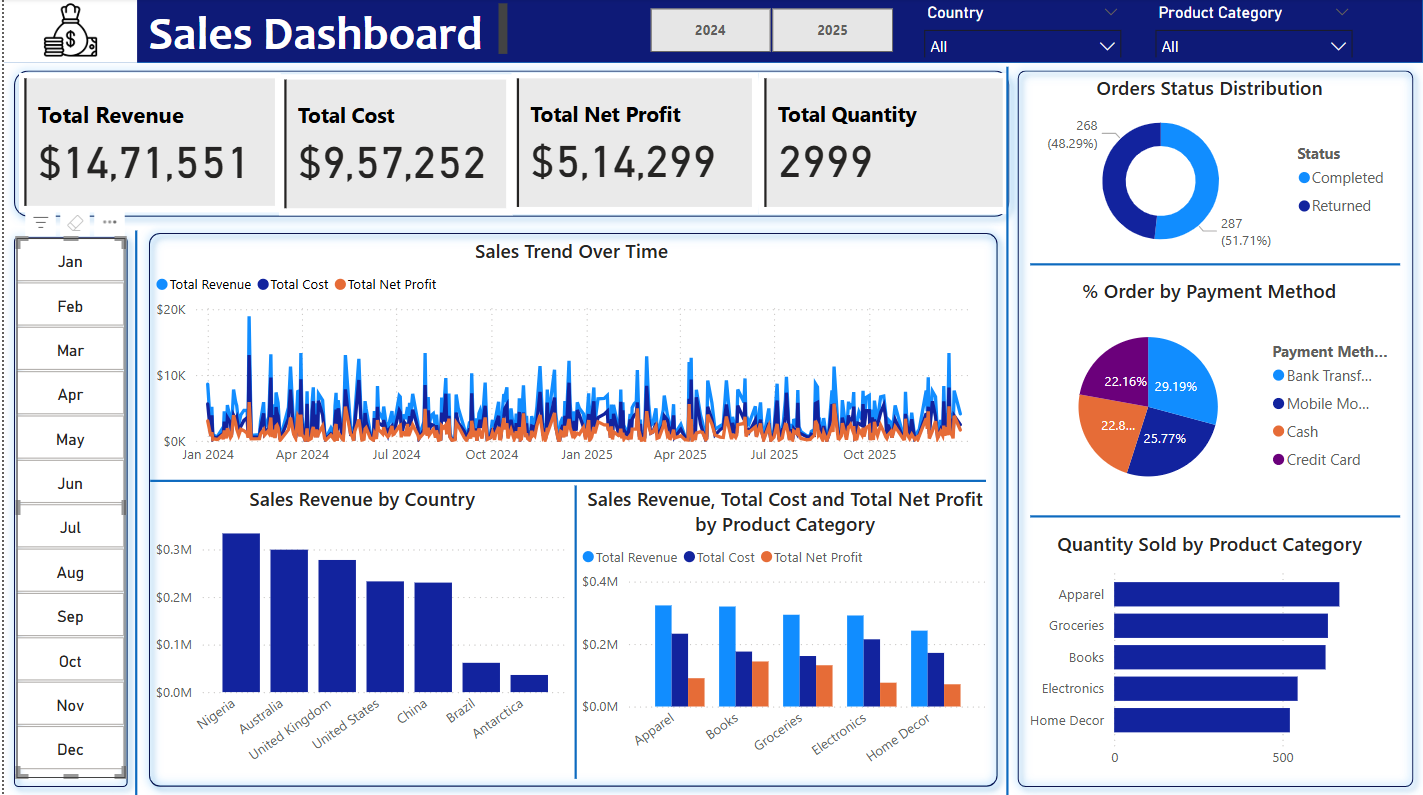 Sales Dashboard
2024
2025
Country
All
Product Category
All
Total Revenue
$14,71,551
Total Cost
$9,57,252
Total Net Profit
$5,14,299
Total Quantity
2999
Jan
Feb
Mar
Apr
May
Jun
Jul
Aug
Sep
Oct
Nov
Dec
Sales Trend Over Time
Total Revenue Total Cost Total Net Profit
$20K
$10K
$0K
Jan 2024 Apr 2024 Jul 2024 Oct 2024 Jan 2025 Apr 2025 Jul 2025 Oct 2025
Sales Revenue by Country
$0.3M
$0.2M
$0.1M
$0.0M
Nigeria
Australia
United Kingdom
United States
China
Brazil
Antarctica
Sales Revenue, Total Cost and Total Net Profit
by Product Category
Total Revenue Total Cost Total Net Profit
$0.4M
$0.2M
$0.0M
Apparel
Books
Groceries
Electronics
Home Decor
Orders Status Distribution
268
(48.29%)
287
(51.71%)
Status
Completed
Returned
% Order by Payment Method
22.16%
29.19%
22.8...
25.77%
Payment Meth...
Bank Transf...
Mobile Mo...
Cash
Credit Card
Quantity Sold by Product Category
Apparel
Groceries
Books
Electronics
Home Decor
0 500